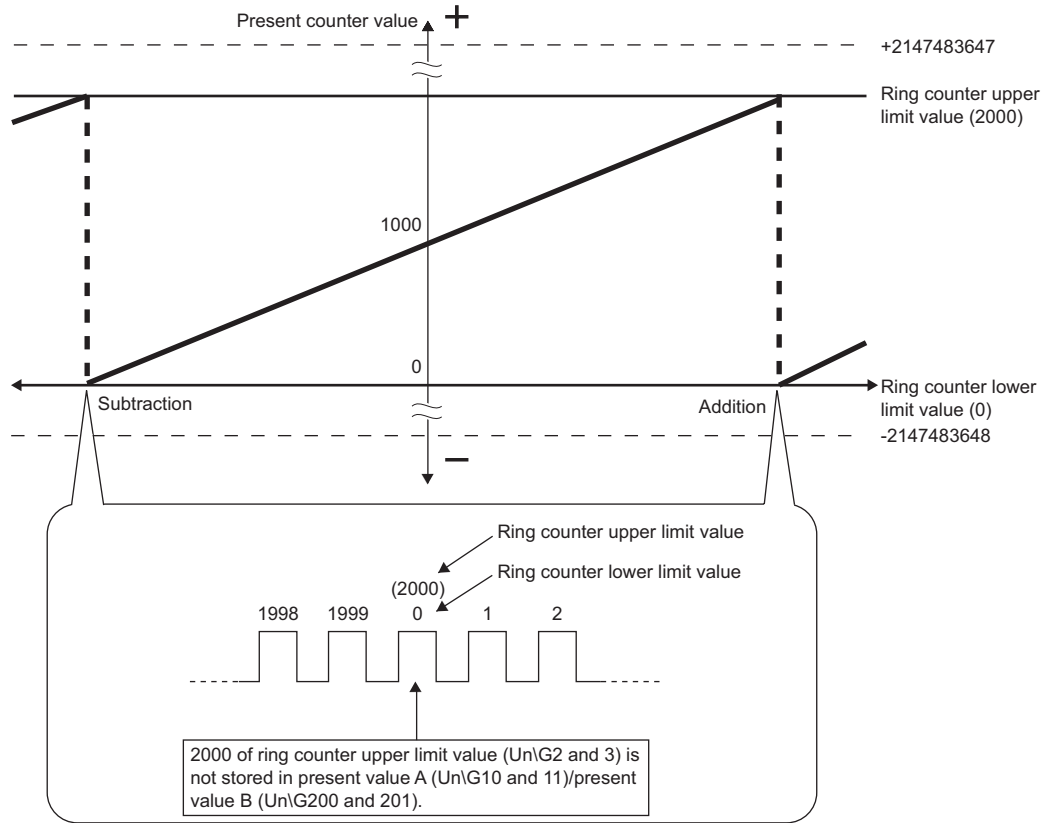 Present counter value
+
+2147483647
Ring counter upper
limit value (2000)
1000
0
Subtraction
Addition
Ring counter lower
limit value (0)
-2147483648
−
Ring counter upper limit value
Ring counter lower limit value
(2000)
1998 1999 0 1 2
2000 of ring counter upper limit value (Un\G2 and 3) is
not stored in present value A (Un\G10 and 11)/present
value B (Un\G200 and 201).